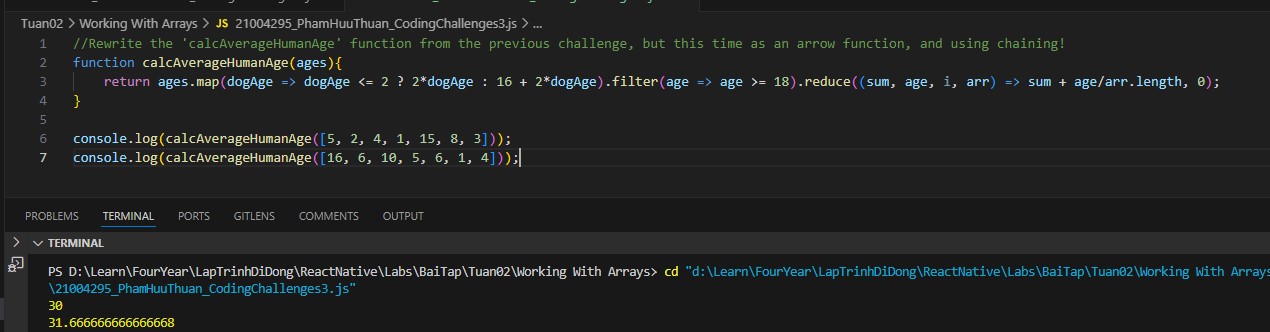 Tuan02 > Working With Arrays > JS 21004295_PhamHuuThuan_CodingChallenges3.js > ...
1 //Rewrite the 'calcAverageHumanAge' function from the previous challenge, but this time as an arrow function, and using chaining!
2 function calcAverageHumanAge(ages){
3 return ages.map(dogAge => dogAge <= 2 ? 2*dogAge : 16 + 2*dogAge).filter(age => age >= 18).reduce((sum, age, i, arr) => sum + age/arr.length, 0);
4 }
5
6 console.log(calcAverageHumanAge([5, 2, 4, 1, 15, 8, 3]));
7 console.log(calcAverageHumanAge([16, 6, 10, 5, 6, 1, 4]));
PROBLEMS TERMINAL PORTS GITLENS COMMENTS OUTPUT
TERMINAL
PS D:\Learn\FourYear\LapTrinhDiDong\ReactNative\Labs\BaiTap\Tuan02\Working With Arrays> cd "d:\Learn\FourYear\LapTrinhDiDong\ReactNative\Labs\BaiTap\Tuan02\Working With Arrays
\21004295_PhamHuuThuan_CodingChallenges3.js"
30
31.666666666666668